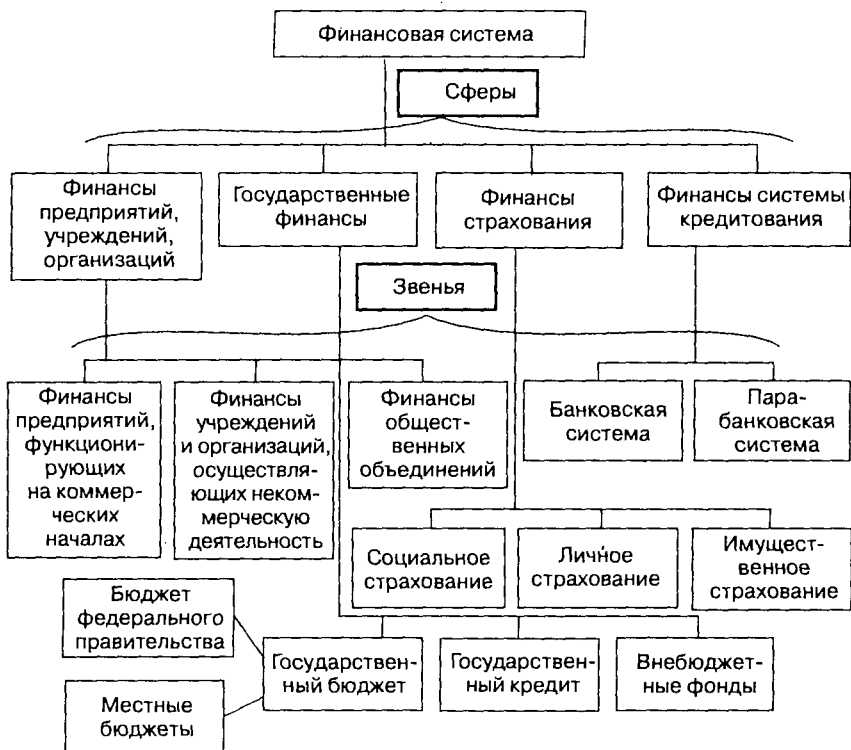 Финансовая система
Сферы
Финансы
предприятий,
учреждений,
организаций
Государственные
финансы
Финансы
страхования
Финансы системы
кредитования
Звенья
Финансы
предприятий,
функциони-
рующих
на коммер-
ческих
началах
Финансы
учреждений
и организаций,
осуществля-
ющих неком-
мерческую
деятельность
Финансы
общест-
венных
объединений
Банковская
система
Пара-
банковская
система
Социальное
страхование
Личное
страхование
Имущест-
венное
страхование
Бюджет
федерального
правительства
Местные
бюджеты
Государствен-
ный бюджет
Государствен-
ный кредит
Внебюджет-
ные фонды